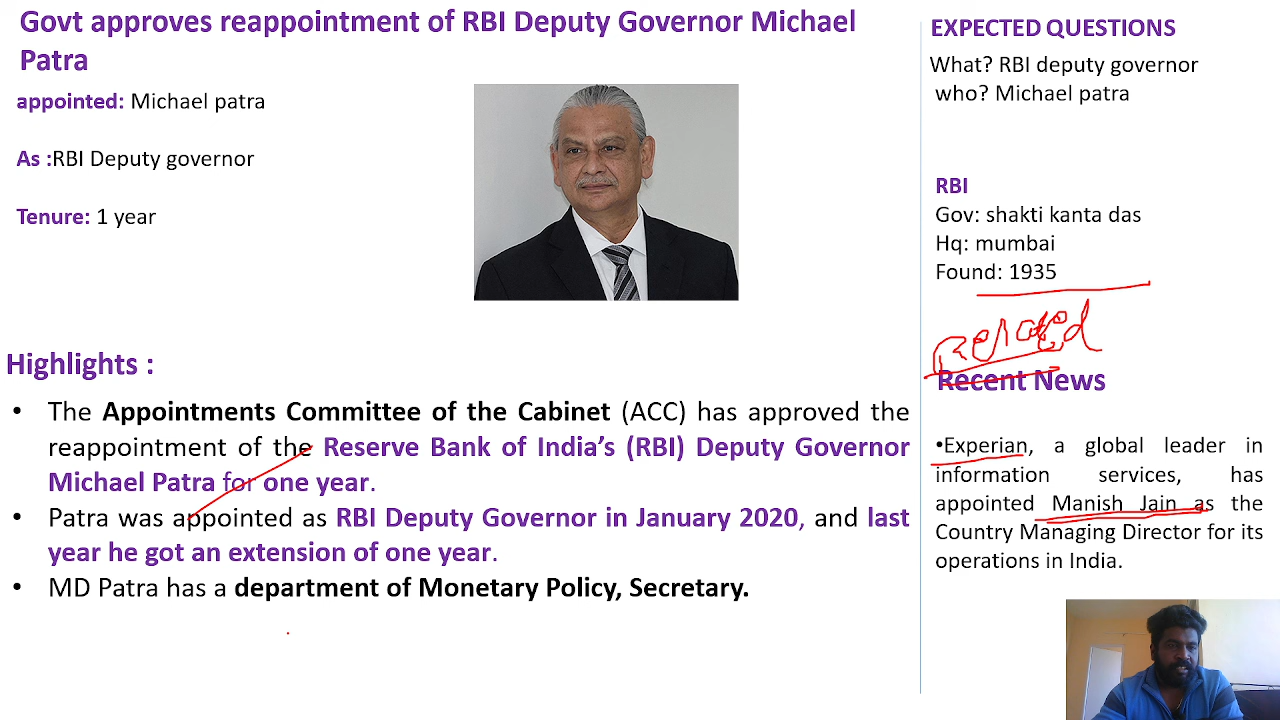 Govt approves reappointment of RBI Deputy Governor Michael
Patra
appointed: Michael patra
As :RBI Deputy governor
Tenure: 1 year
Highlights :
• The Appointments Committee of the Cabinet (ACC) has approved the
reappointment of the Reserve Bank of India's (RBI) Deputy Governor
Michael Patra for one year.
• Patra was appointed as RBI Deputy Governor in January 2020, and last
year he got an extension of one year.
• MD Patra has a department of Monetary Policy, Secretary.
EXPECTED QUESTIONS
What? RBI deputy governor
who? Michael patra
RBI
Gov: shakti kanta das
Hq: mumbai
Found: 1935
Related
Recent News
•Experian, a global leader in
information services, has
appointed Manish Jain as the
Country Managing Director for its
operations in India.